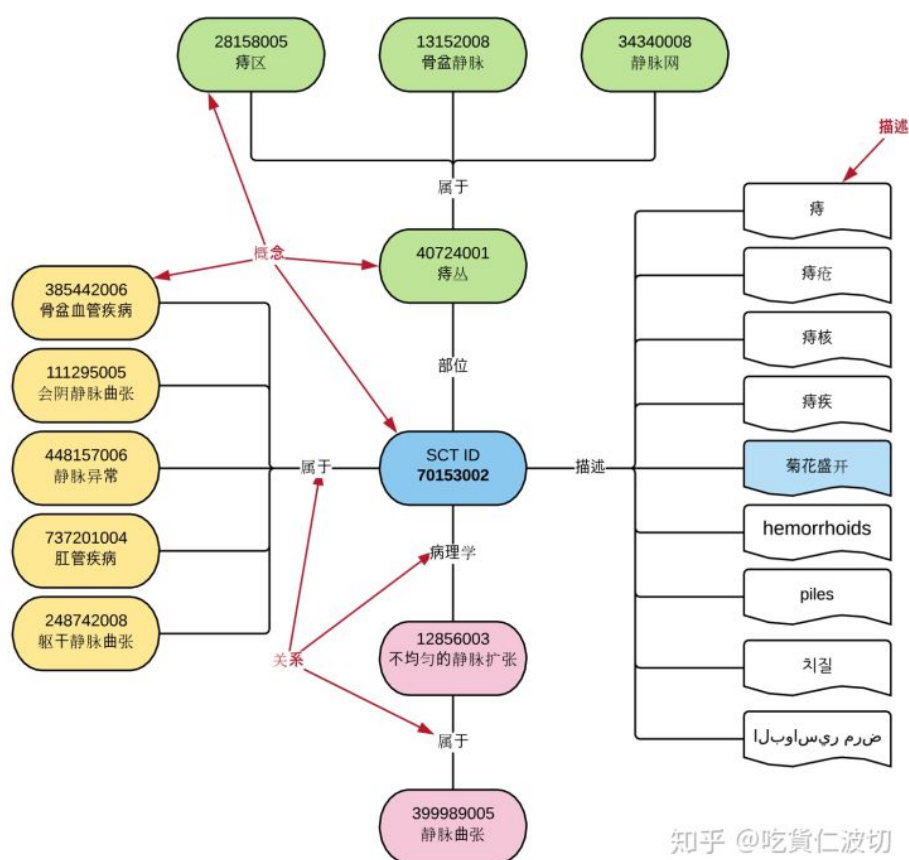 28158005
痔区
13152008
骨盆静脉
34340008
静脉网
描述
属于
痔
概念
40724001
痔丛
痔疮
385442006
骨盆血管疾病
痔核
111295005
会阴静脉曲张
部位
痔疾
448157006
静脉异常
属于
SCT ID
70153002
描述
菊花盛开
737201004
肛管疾病
病理学
hemorrhoids
248742008
躯干静脉曲张
piles
关系
12856003
不均匀的静脉扩张
치질
属于
ضرم ريساوبلا
399989005
静脉曲张
知乎 @吃貨仁波切